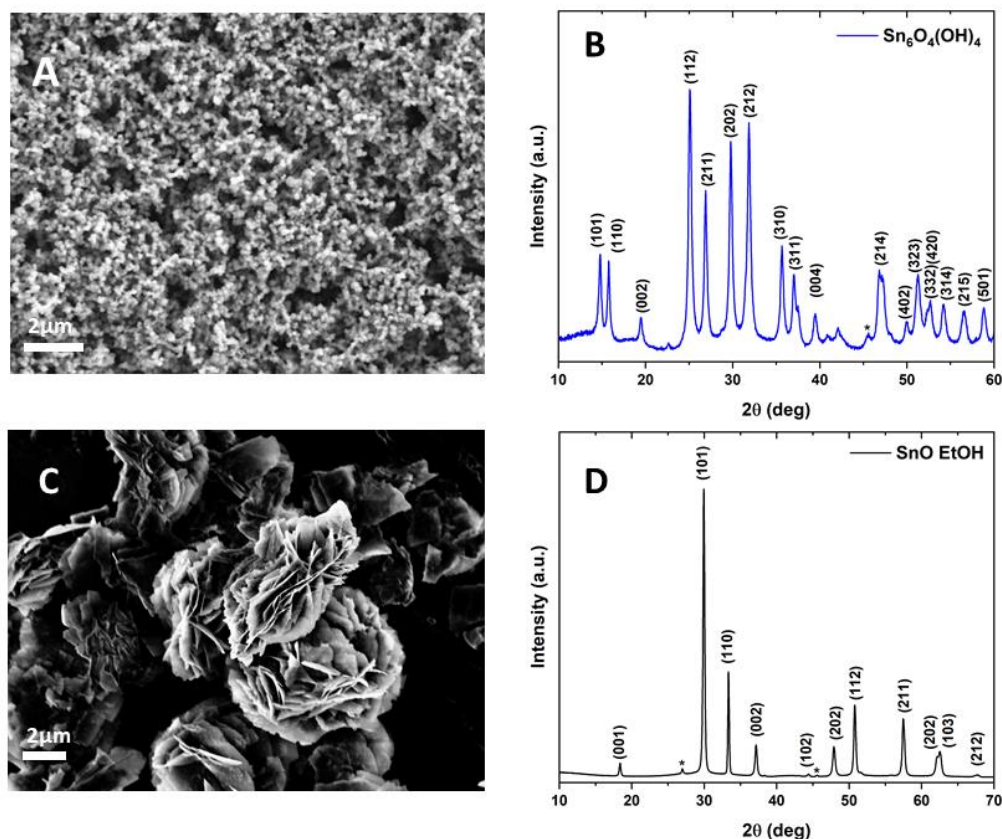 A
2μm
B
Sn₆O₄(OH)₄
Intensity (a.u.)
(101)
(110)
(002)
(112)
(211)
(202)
(212)
(310)
(311)
(004)
*
(214)
(402)
(323)
(332)
(420)
(314)
(215)
(501)
10 20 30 40 50 60
2θ (deg)
C
2μm
D
SnO EtOH
Intensity (a.u.)
(001)
*
(101)
(110)
(002)
(102)
*
(202)
(112)
(211)
(202)
(103)
(212)
10 20 30 40 50 60 70
2θ (deg)